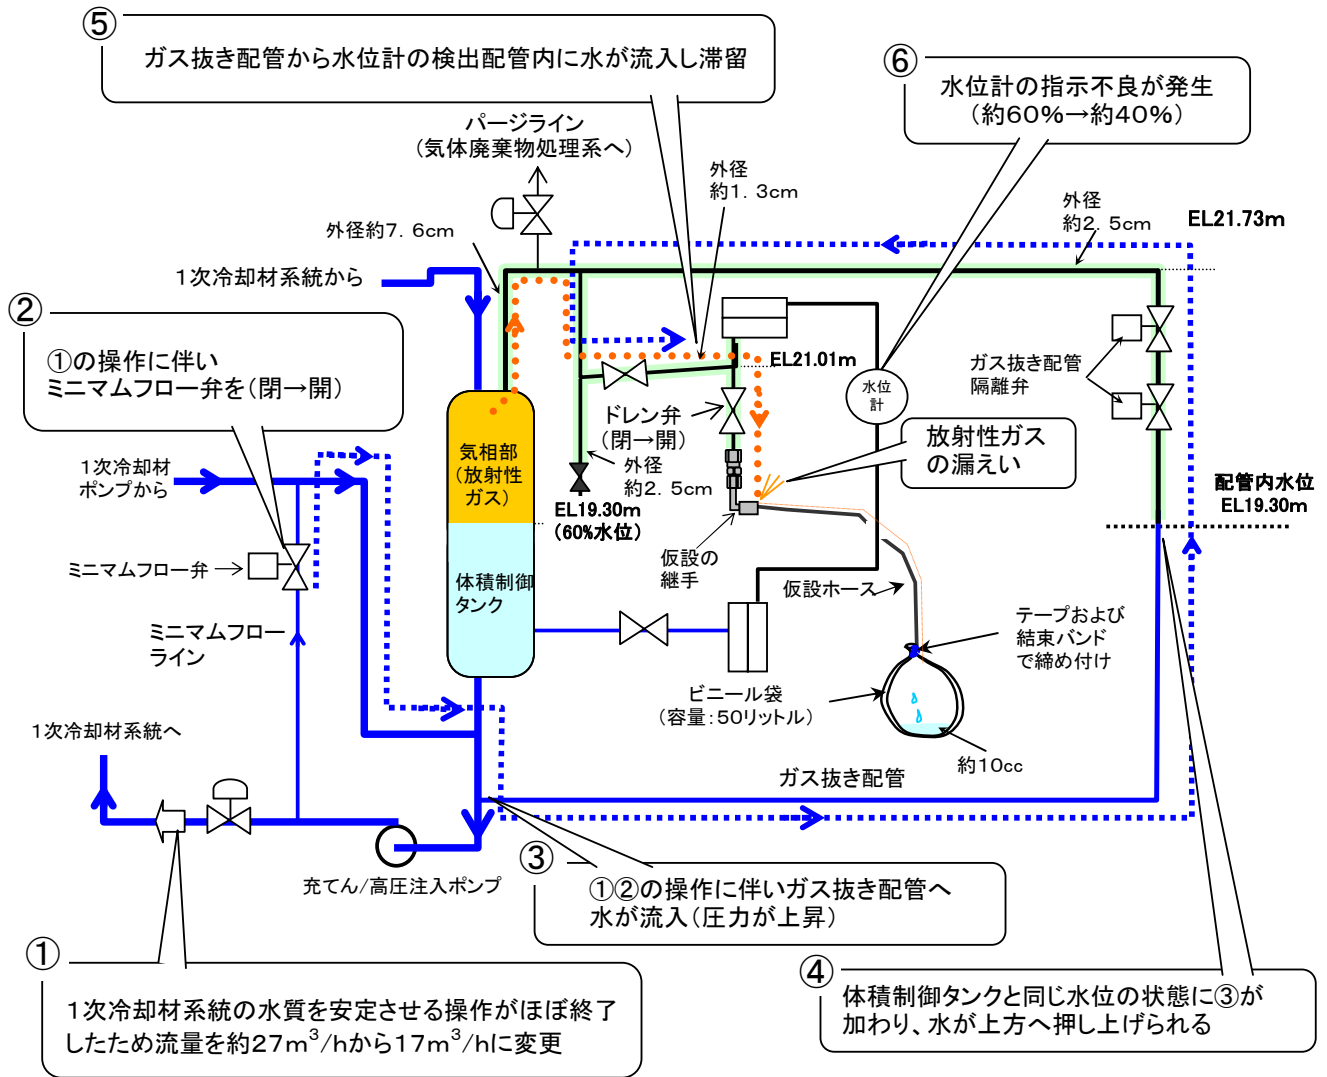 ⑤
ガス抜き配管から水位計の検出配管内に水が流入し滞留
⑥
水位計の指示不良が発生
(約60%→約40%)
パージライン
(気体廃棄物処理系へ)
外径
約1.3cm
外径
約2.5cm
EL21.73m
外径約7.6cm
1次冷却材系統から
②
①の操作に伴い
ミニマムフロー弁を(閉→開)
EL21.01m
水位
計
ガス抜き配管
隔離弁
ドレン弁
(閉→開)
放射性ガス
の漏えい
気相部
(放射性
ガス)
1次冷却材
ポンプから
外径
約2.5cm
EL19.30m
(60%水位)
配管内水位
EL19.30m
ミニマムフロー弁
体積制御
タンク
仮設の
継手
仮設ホース
テープおよび
結束バンド
で締め付け
ミニマムフロー
ライン
ビニール袋
(容量:50リットル)
1次冷却材系統へ
約10cc
ガス抜き配管
充てん/高圧注入ポンプ
③
①②の操作に伴いガス抜き配管へ
水が流入(圧力が上昇)
①
1次冷却材系統の水質を安定させる操作がほぼ終了
したため流量を約27m³/hから17m³/hに変更
④
体積制御タンクと同じ水位の状態に③が
加わり、水が上方へ押し上げられる